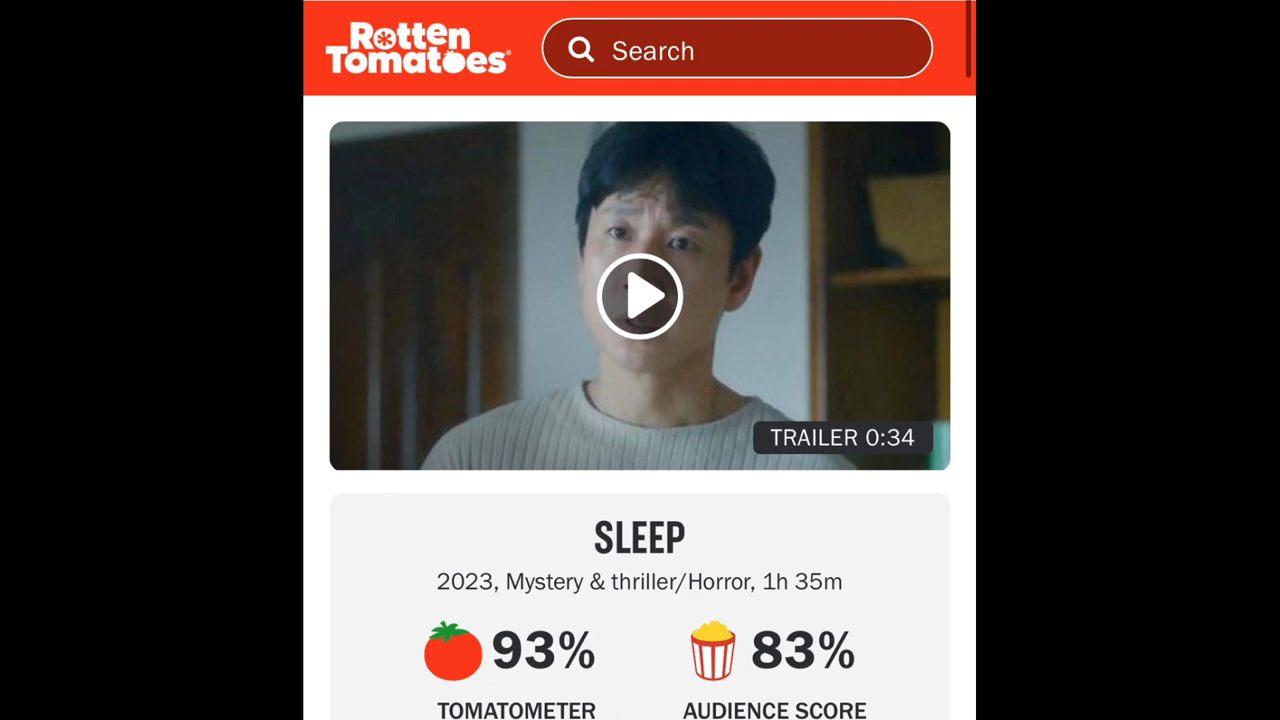 Rotten
Tomatoes
Search
TRAILER 0:34
SLEEP
2023, Mystery & thriller/Horror, 1h 35m
93%
83%
TOMATOMETER
AUDIENCE SCORE